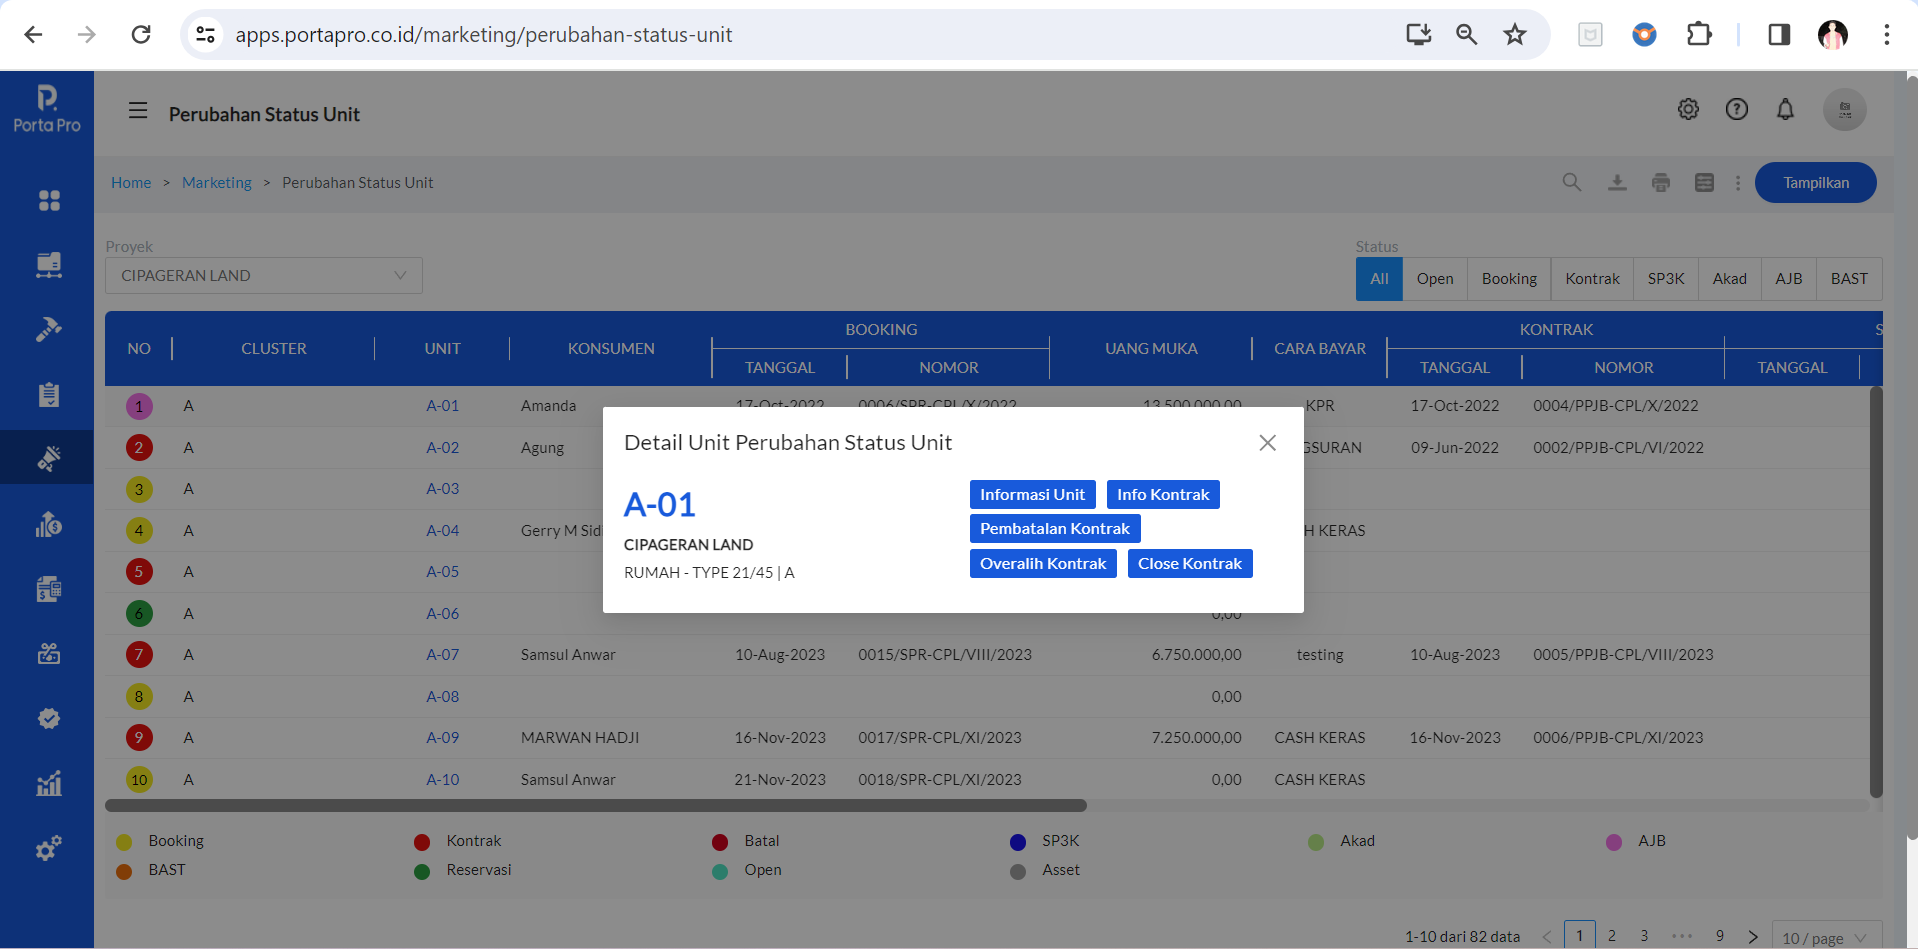 apps.portapro.co.id/marketing/perubahan-status-unit
Porta Pro
Perubahan Status Unit
Home > Marketing > Perubahan Status Unit
Tampilkan
Proyek
CIPAGERAN LAND
Status
All Open Booking Kontrak SP3K Akad AJB BAST
NO CLUSTER UNIT KONSUMEN BOOKING UANG MUKA CARA BAYAR KONTRAK S
TANGGAL NOMOR TANGGAL NOMOR TANGGAL
1 A A-01 Amanda 17-Oct-2022 0006/SPR-CPL/X/2022 13.500.000,00 KPR 17-Oct-2022 0004/PPJB-CPL/X/2022
2 A A-02 Agung GSURAN 09-Jun-2022 0002/PPJB-CPL/VI/2022
3 A A-03
4 A A-04 Gerry M Sid H KERAS
5 A A-05
6 A A-06 0,00
7 A A-07 Samsul Anwar 10-Aug-2023 0015/SPR-CPL/VIII/2023 6.750.000,00 testing 10-Aug-2023 0005/PPJB-CPL/VIII/2023
8 A A-08 0,00
9 A A-09 MARWAN HADJI 16-Nov-2023 0017/SPR-CPL/XI/2023 7.250.000,00 CASH KERAS 16-Nov-2023 0006/PPJB-CPL/XI/2023
10 A A-10 Samsul Anwar 21-Nov-2023 0018/SPR-CPL/XI/2023 0,00 CASH KERAS
Detail Unit Perubahan Status Unit
A-01
CIPAGERAN LAND
RUMAH - TYPE 21/45 | A
Informasi Unit Info Kontrak
Pembatalan Kontrak
Overalih Kontrak Close Kontrak
Booking Kontrak Batal SP3K Akad AJB
BAST Reservasi Open Asset
1-10 dari 82 data < 1 2 3 ••• 9 > 10 / page